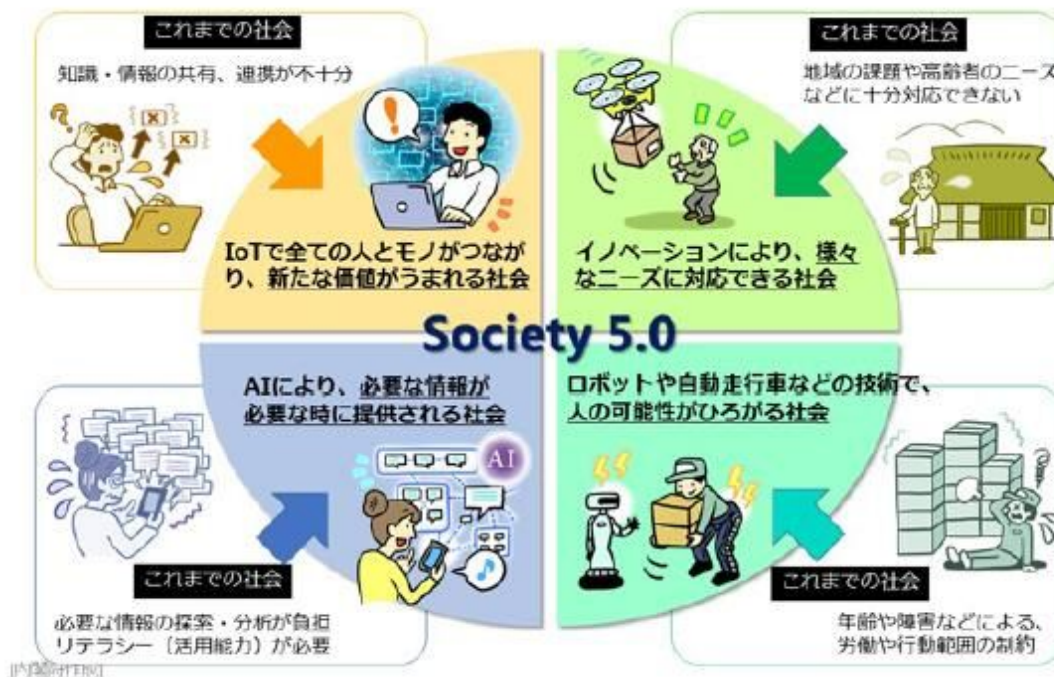 これまでの社会
知識・情報の共有、連携が不十分
IoTで全ての人とモノがつなが
り、新たな価値がうまれる社会
これまでの社会
地域の課題や高齢者のニーズ
などに十分対応できない
イノベーションにより、様々
なニーズに対応できる社会
Society 5.0
AIにより、必要な情報が
必要な時に提供される社会
AI
これまでの社会
必要な情報の探索・分析が負担
リテラシー（活用能力）が必要
ロボットや自動走行車などの技術で、
人の可能性がひろがる社会
これまでの社会
年齢や障害などによる、
労働や行動範囲の制約
[内閣府作成]